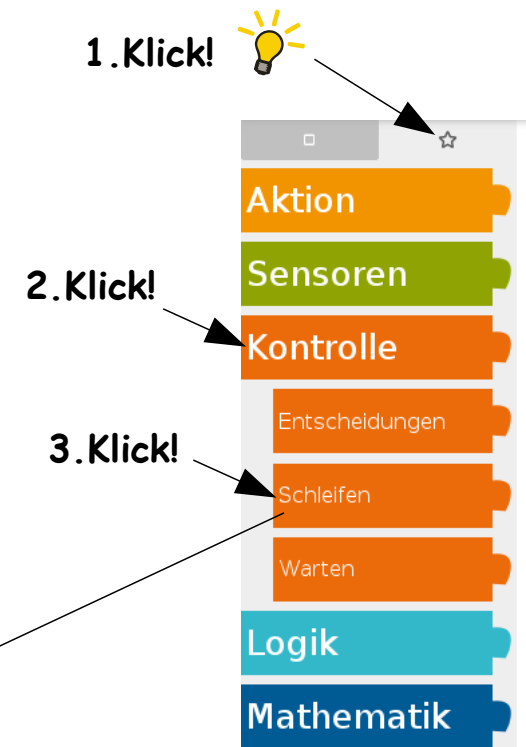 1.Klick!
Aktion
Sensoren
2.Klick!
Kontrolle
Entscheidungen
3.Klick!
Schleifen
Warten
Logik
Mathematik